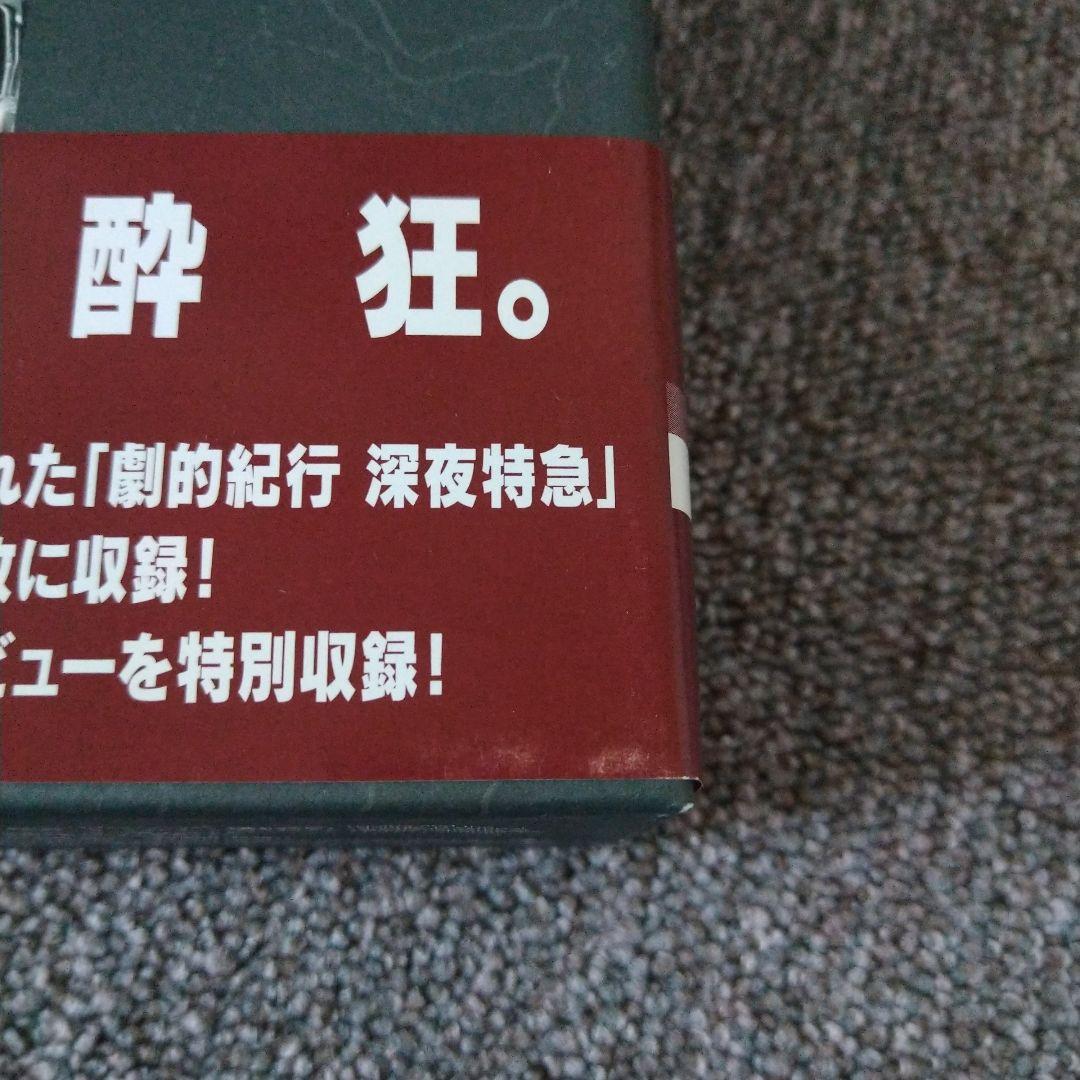 酔 狂。
れた「劇的紀行 深夜特急」
枚に収録!
ビューを特別収録!